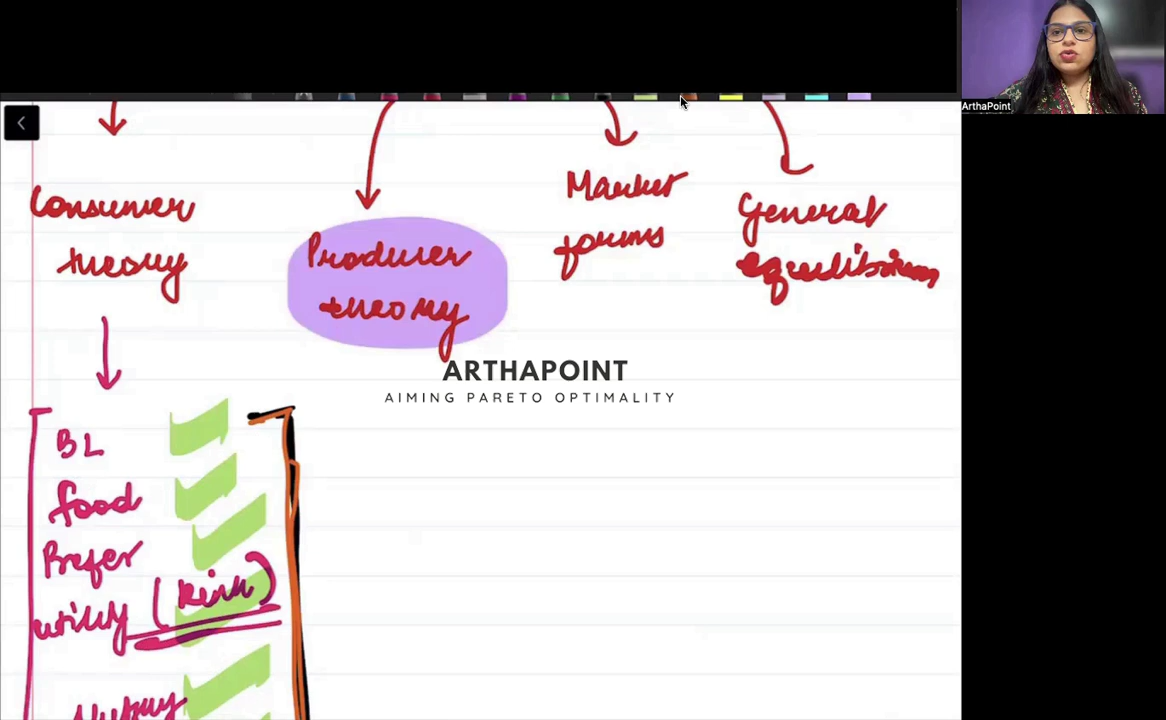 ArthaPoint
Consumer
theory
Producer
theory
Market
forms
General
equilibrium
ARTHAPOINT
AIMING PARETO OPTIMALITY
BL
food
Prefer
utility